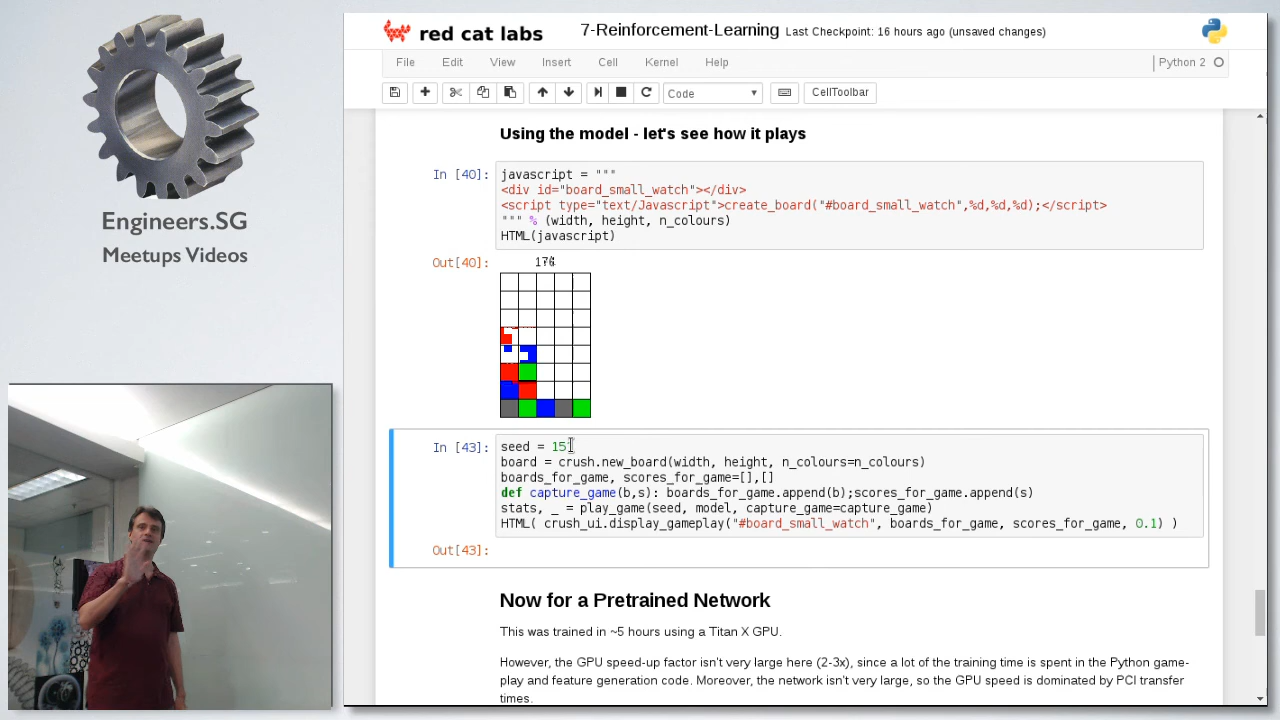 Engineers.SG
Meetups Videos
red cat labs
7-Reinforcement-Learning Last Checkpoint: 16 hours ago (unsaved changes)
File Edit View Insert Cell Kernel Help Python 2
Code CellToolbar
Using the model - let's see how it plays
In [40]: javascript = """
<div id="board_small_watch"></div>
<script type="text/Javascript">create_board("#board_small_watch",%d,%d,%d);</script>
""" % (width, height, n_colours)
HTML(javascript)
Out[40]:
In [43]: seed = 15
board = crush.new_board(width, height, n_colours=n_colours)
boards_for_game, scores_for_game=[],[]
def capture_game(b,s): boards_for_game.append(b);scores_for_game.append(s)
stats, _ = play_game(seed, model, capture_game=capture_game)
HTML( crush_ui.display_gameplay("#board_small_watch", boards_for_game, scores_for_game, 0.1) )
Out[43]:
Now for a Pretrained Network
This was trained in ~5 hours using a Titan X GPU.
However, the GPU speed-up factor isn't very large here (2-3x), since a lot of the training time is spent in the Python game-
play and feature generation code. Moreover, the network isn't very large, so the GPU speed is dominated by PCI transfer
times.